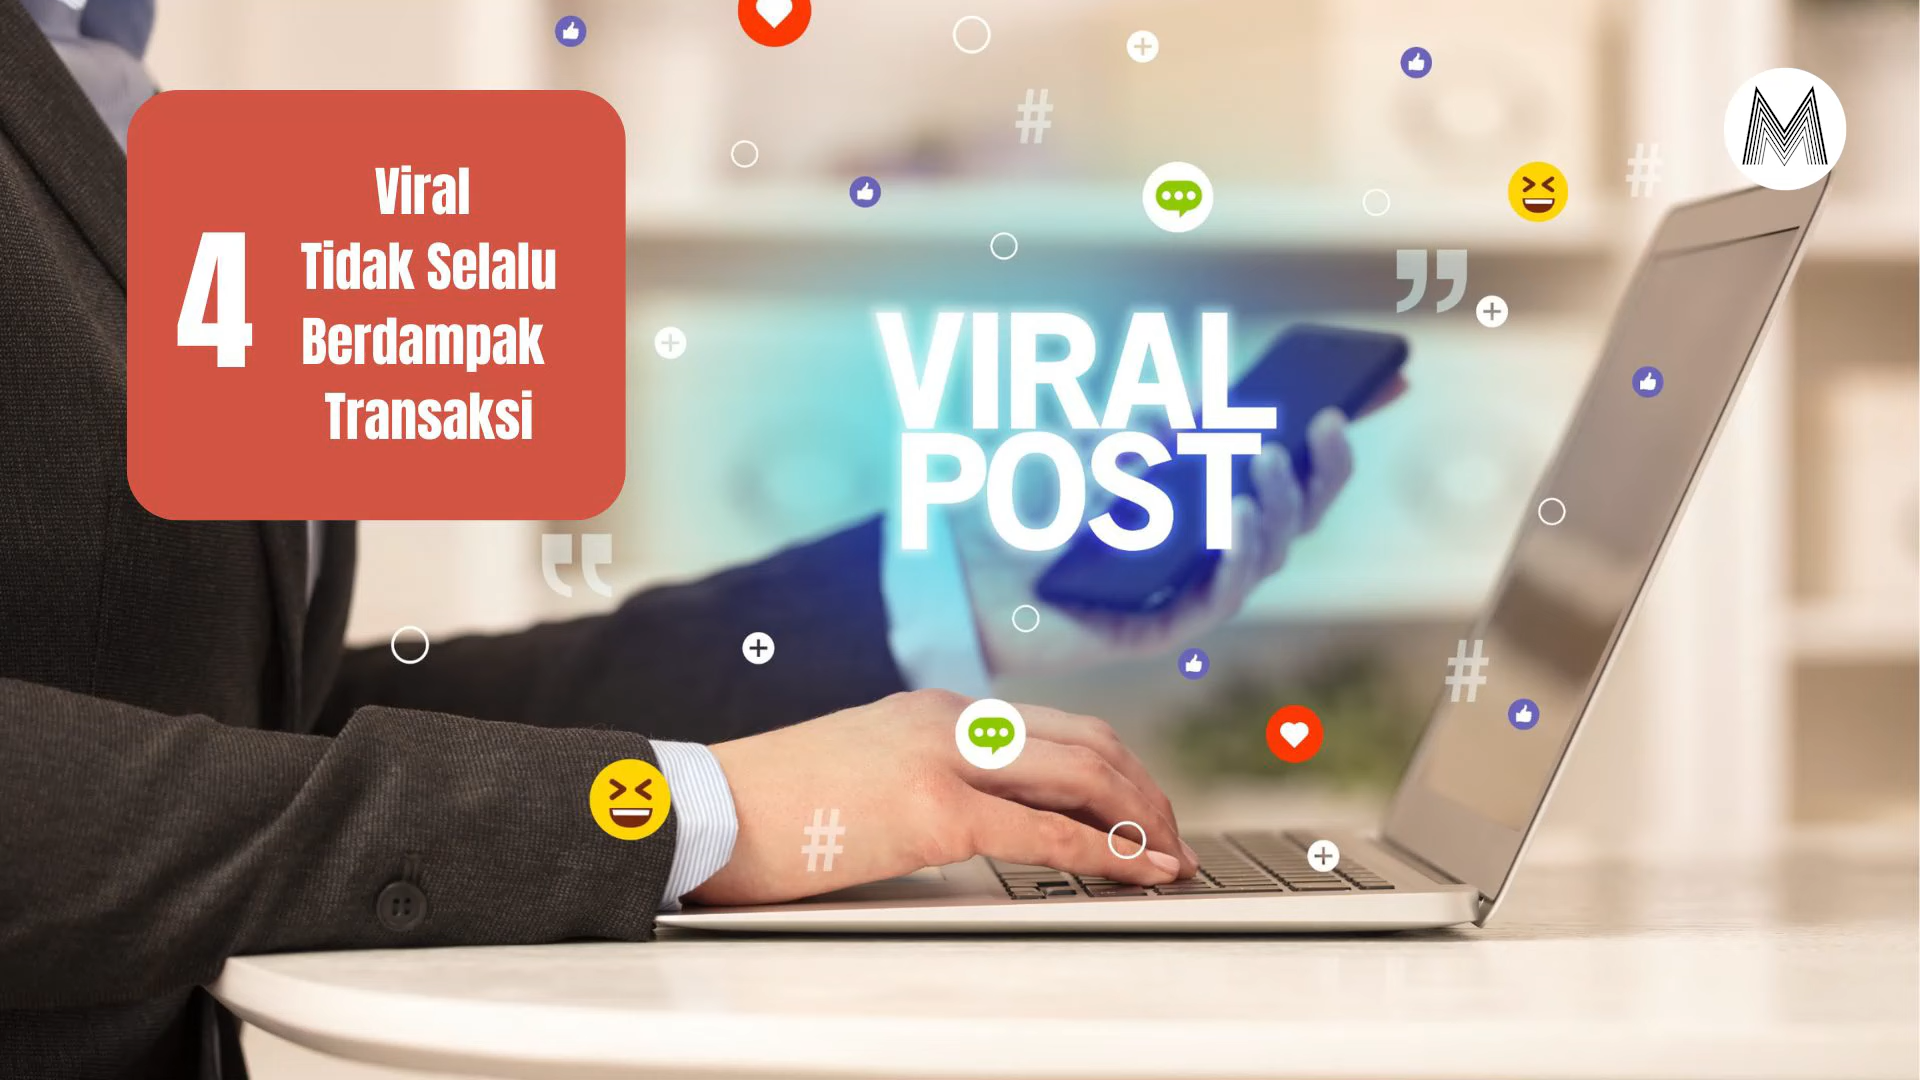 4
Viral
Tidak Selalu
Berdampak
Transaksi
VIRAL
POST
M